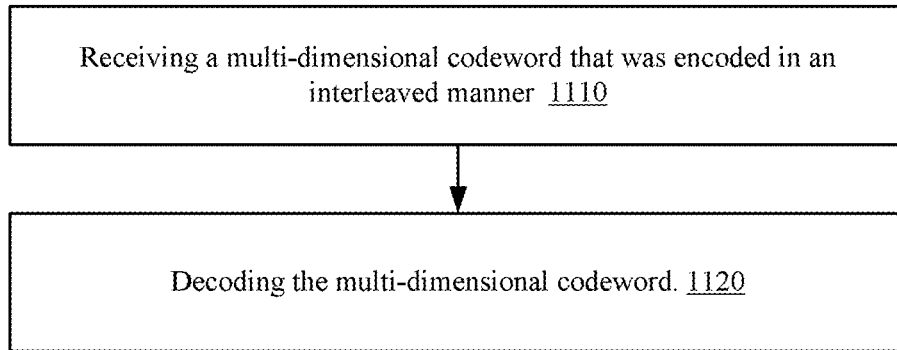 Receiving a multi-dimensional codeword that was encoded in an
interleaved manner 1110
Decoding the multi-dimensional codeword. 1120